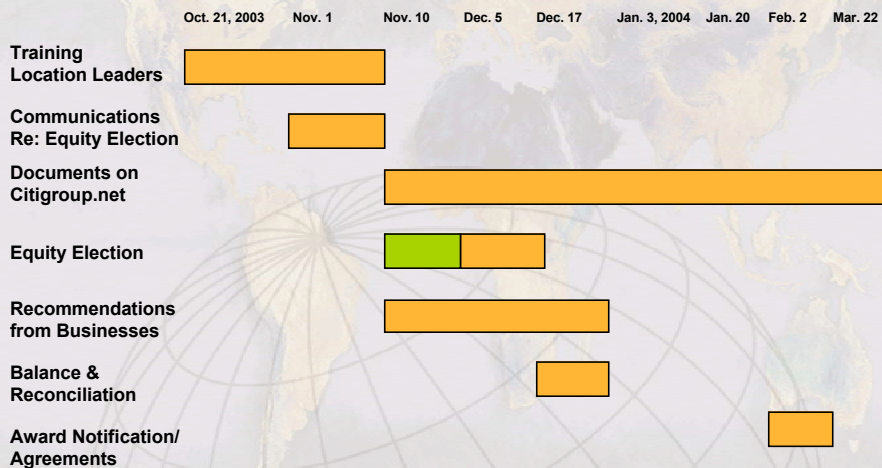 Oct. 21, 2003 Nov. 1 Nov. 10 Dec. 5 Dec. 17 Jan. 3, 2004 Jan. 20 Feb. 2 Mar. 22
Training
Location Leaders
Communications
Re: Equity Election
Documents on
Citigroup.net
Equity Election
Recommendations
from Businesses
Balance &
Reconciliation
Award Notification/
Agreements